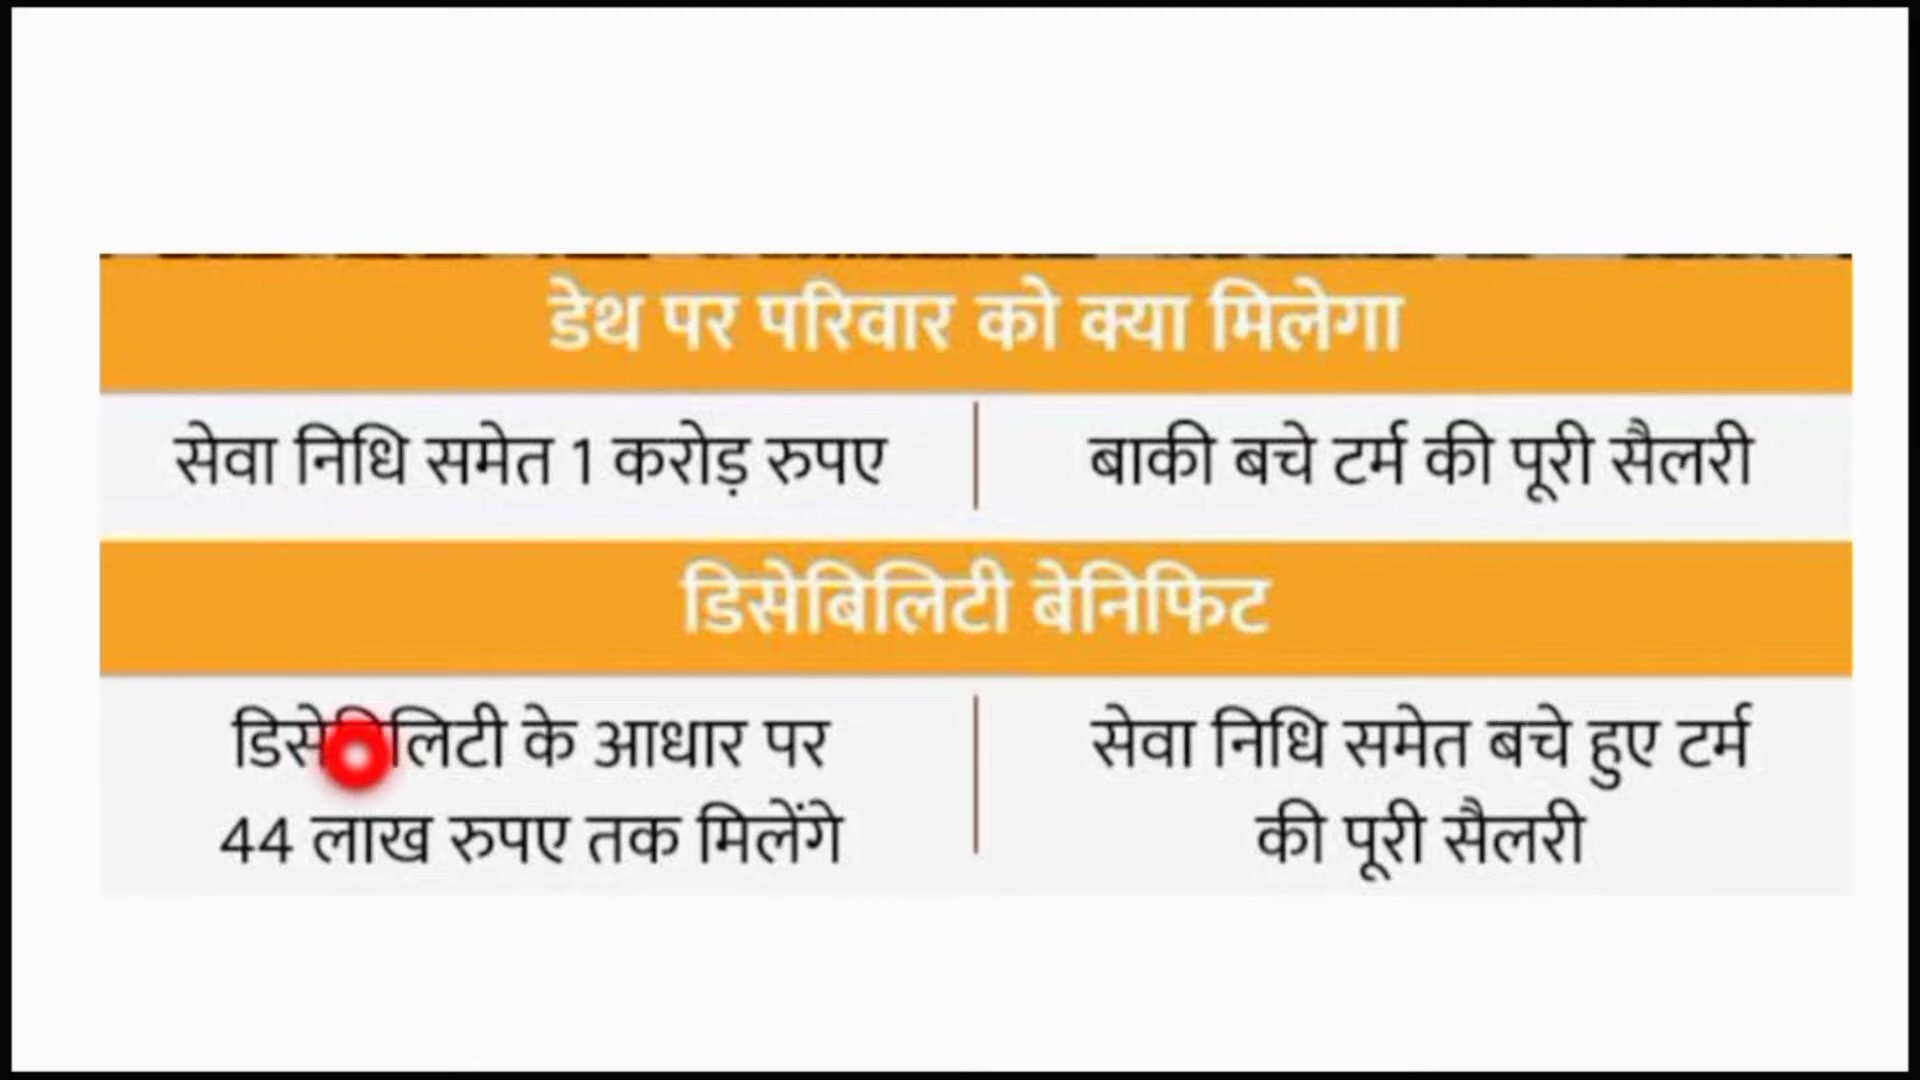 डेथ पर परिवार को क्या मिलेगा
सेवा निधि समेत 1 करोड़ रुपए
बाकी बचे टर्म की पूरी सैलरी
डिसेबिलिटी बेनिफिट
डिसेबिलिटी के आधार पर
44 लाख रुपए तक मिलेंगे
सेवा निधि समेत बचे हुए टर्म
की पूरी सैलरी